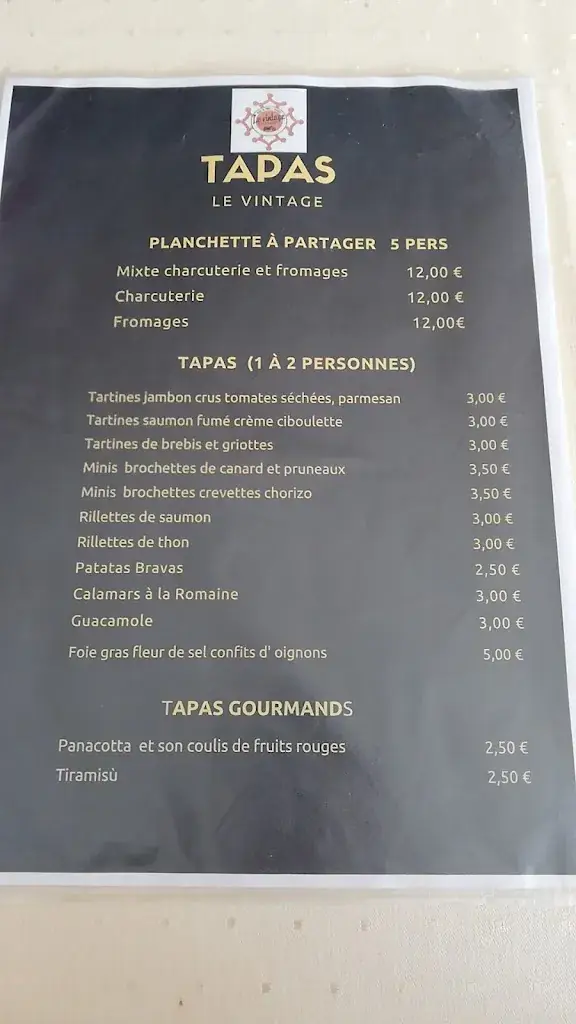 Le vintage
TAPAS
LE VINTAGE
PLANCHETTE À PARTAGER 5 PERS
Mixte charcuterie et fromages 12,00 €
Charcuterie 12,00 €
Fromages 12,00€
TAPAS (1 À 2 PERSONNES)
Tartines jambon crus tomates séchées, parmesan 3,00 €
Tartines saumon fumé crème ciboulette 3,00 €
Tartines de brebis et griottes 3,00 €
Minis brochettes de canard et pruneaux 3,50 €
Minis brochettes crevettes chorizo 3,50 €
Rillettes de saumon 3,00 €
Rillettes de thon 3,00 €
Patatas Bravas 2,50 €
Calamars à la Romaine 3,00 €
Guacamole 3,00 €
Foie gras fleur de sel confits d' oignons 5,00 €
TAPAS GOURMANDS
Panacotta et son coulis de fruits rouges 2,50 €
Tiramisù 2,50 €